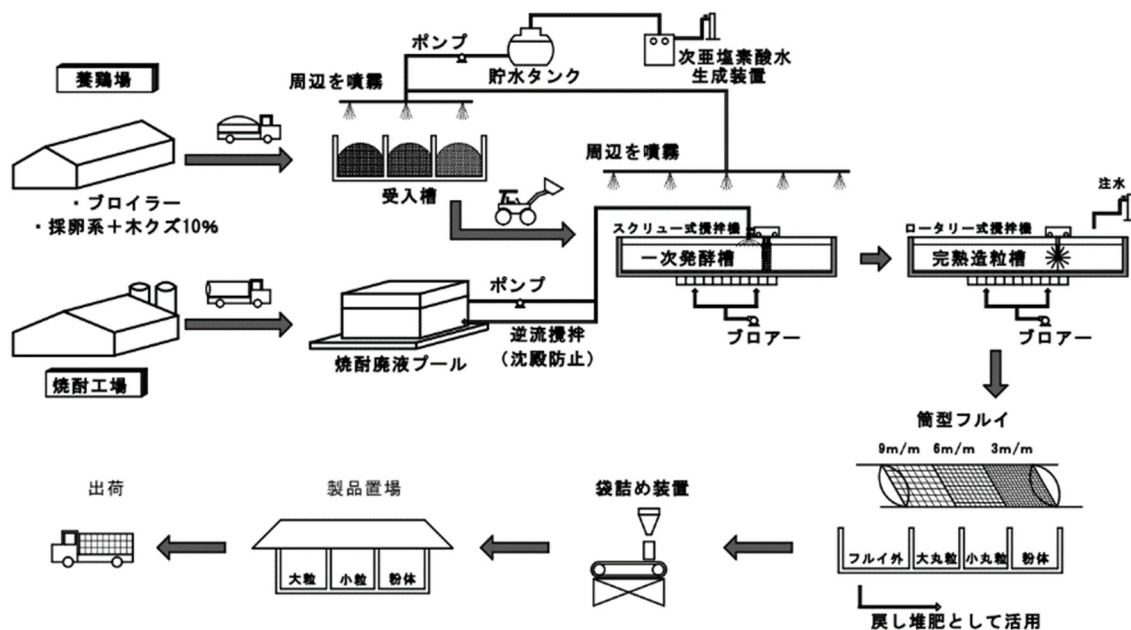 ポンプ
貯水タンク
次亜塩素酸水
生成装置
養鶏場
周辺を噴霧
受入槽
周辺を噴霧
・ブロイラー
・採卵系＋木クズ10%
注水
スクリュー式攪拌機
一次発酵槽
ロータリー式攪拌機
完熟造粒槽
ブロアー
ブロアー
ポンプ
逆流攪拌
（沈殿防止）
焼酎廃液プール
焼酎工場
筒型フルイ
9m/m 6m/m 3m/m
フルイ外 大丸粒 小丸粒 粉体
戻し堆肥として活用
袋詰め装置
製品置場
大粒 小粒 粉体
出荷